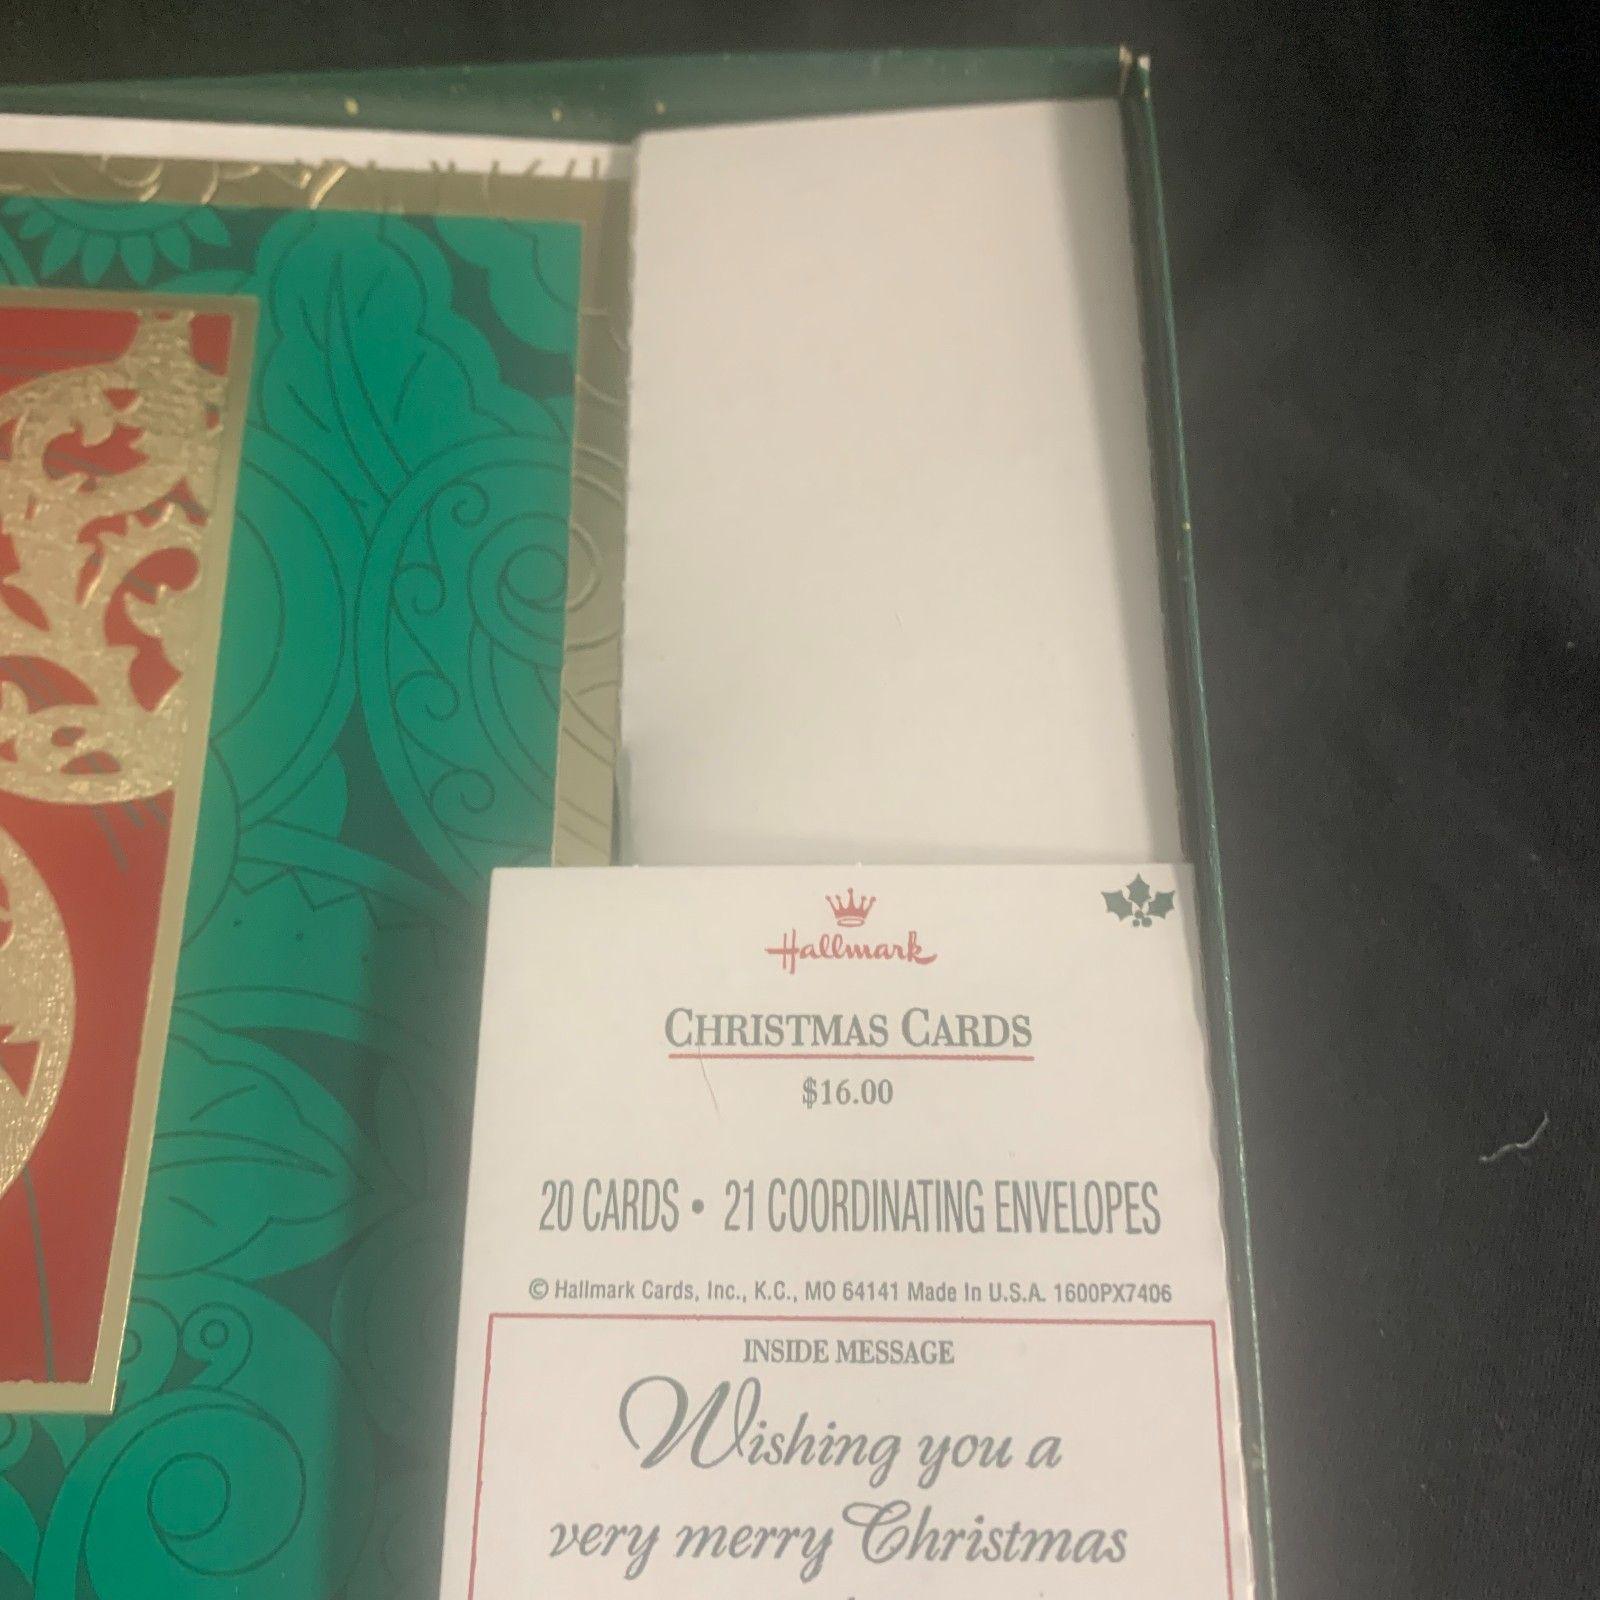 Hallmark
CHRISTMAS CARDS
$16.00
20 CARDS • 21 COORDINATING ENVELOPES
© Hallmark Cards, Inc., K.C., MO 64141 Made In U.S.A. 1600PX7406
INSIDE MESSAGE
Wishing you a
very merry Christmas